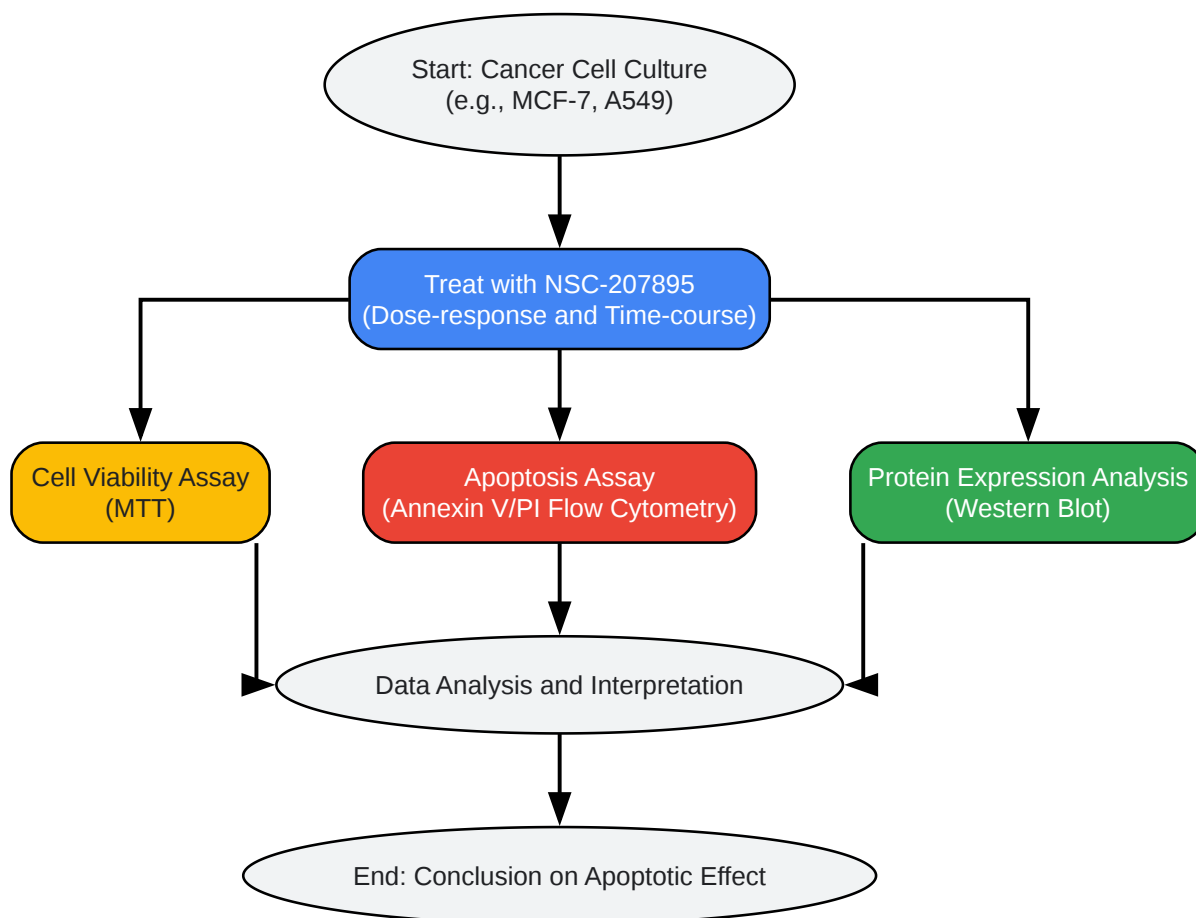 Start: Cancer Cell Culture
(e.g., MCF-7, A549)
Treat with NSC-207895
(Dose-response and Time-course)
Cell Viability Assay
(MTT)
Apoptosis Assay
(Annexin V/PI Flow Cytometry)
Protein Expression Analysis
(Western Blot)
Data Analysis and Interpretation
End: Conclusion on Apoptotic Effect